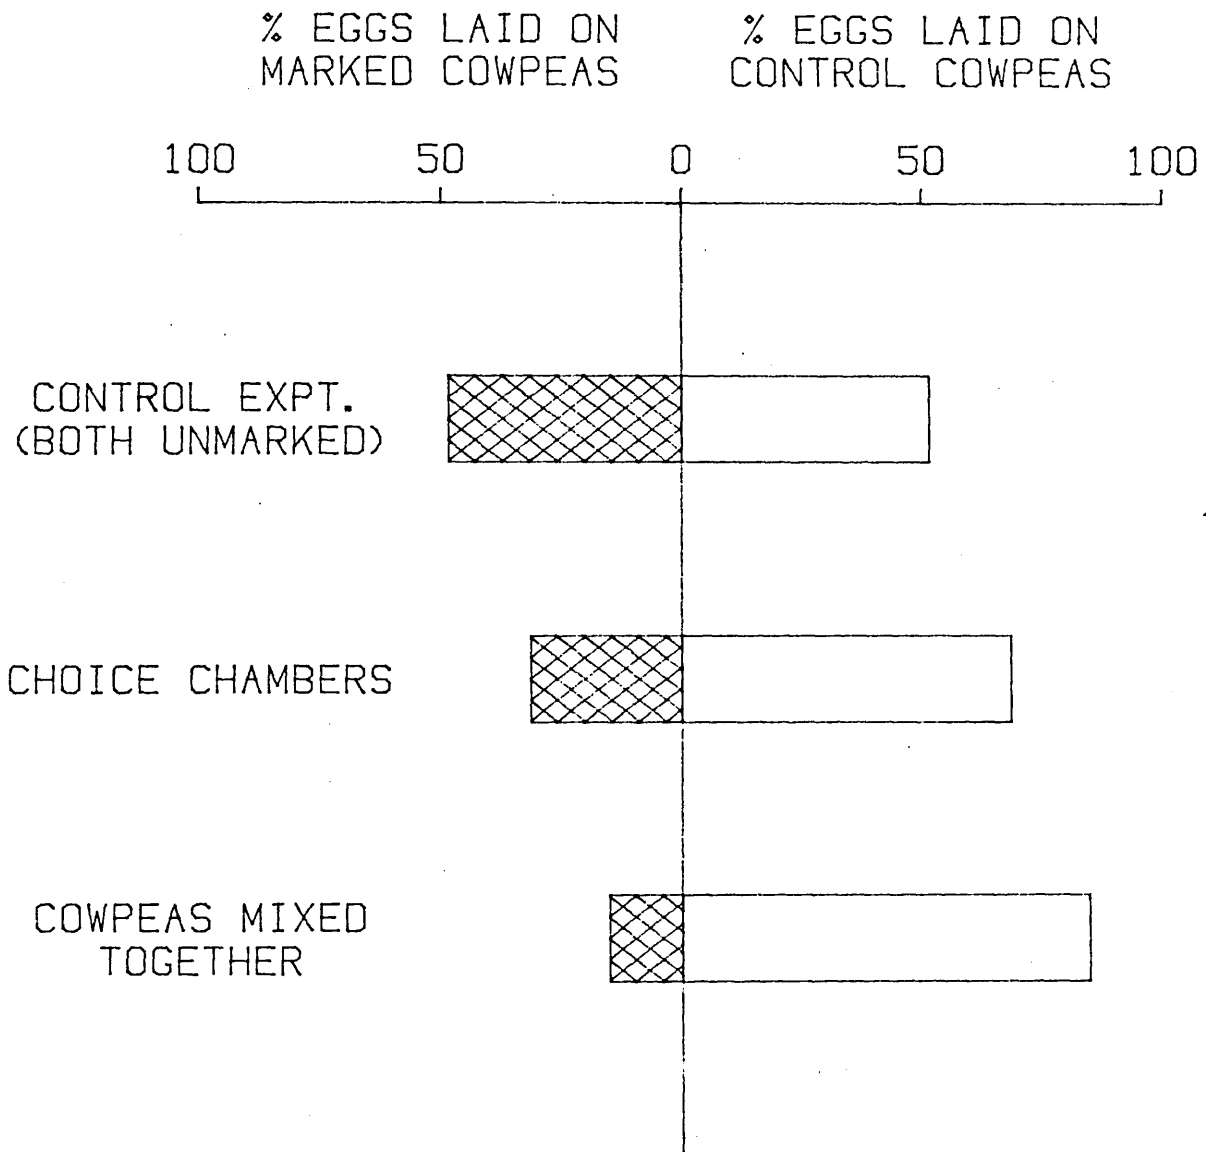 % EGGS LAID ON
MARKED COWPEAS
% EGGS LAID ON
CONTROL COWPEAS
100 50 0 50 100
CONTROL EXPT.
(BOTH UNMARKED)
CHOICE CHAMBERS
COWPEAS MIXED
TOGETHER